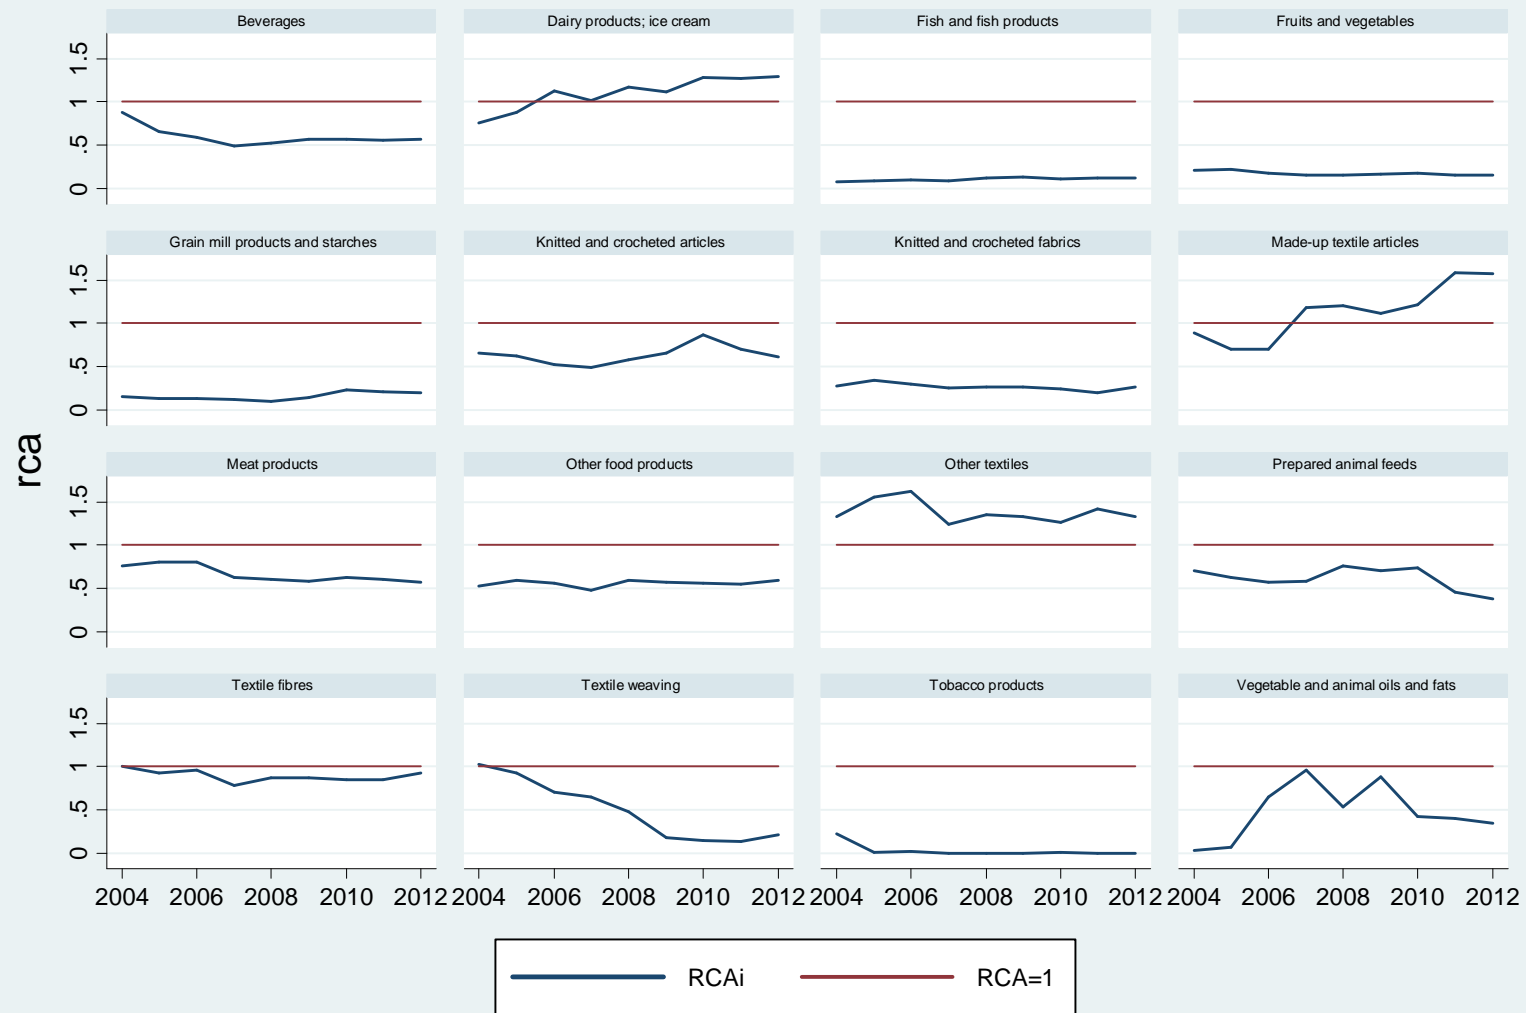 Beverages
Dairy products; ice cream
Fish and fish products
Fruits and vegetables
1.5
1
.5
0
Grain mill products and starches
Knitted and crocheted articles
Knitted and crocheted fabrics
Made-up textile articles
1.5
1
.5
0
rca
Meat products
Other food products
Other textiles
Prepared animal feeds
1.5
1
.5
0
Textile fibres
Textile weaving
Tobacco products
Vegetable and animal oils and fats
1.5
1
.5
0
2004 2006 2008 2010 2012
2004 2006 2008 2010 2012
2004 2006 2008 2010 2012
2004 2006 2008 2010 2012
RCAi
RCA=1